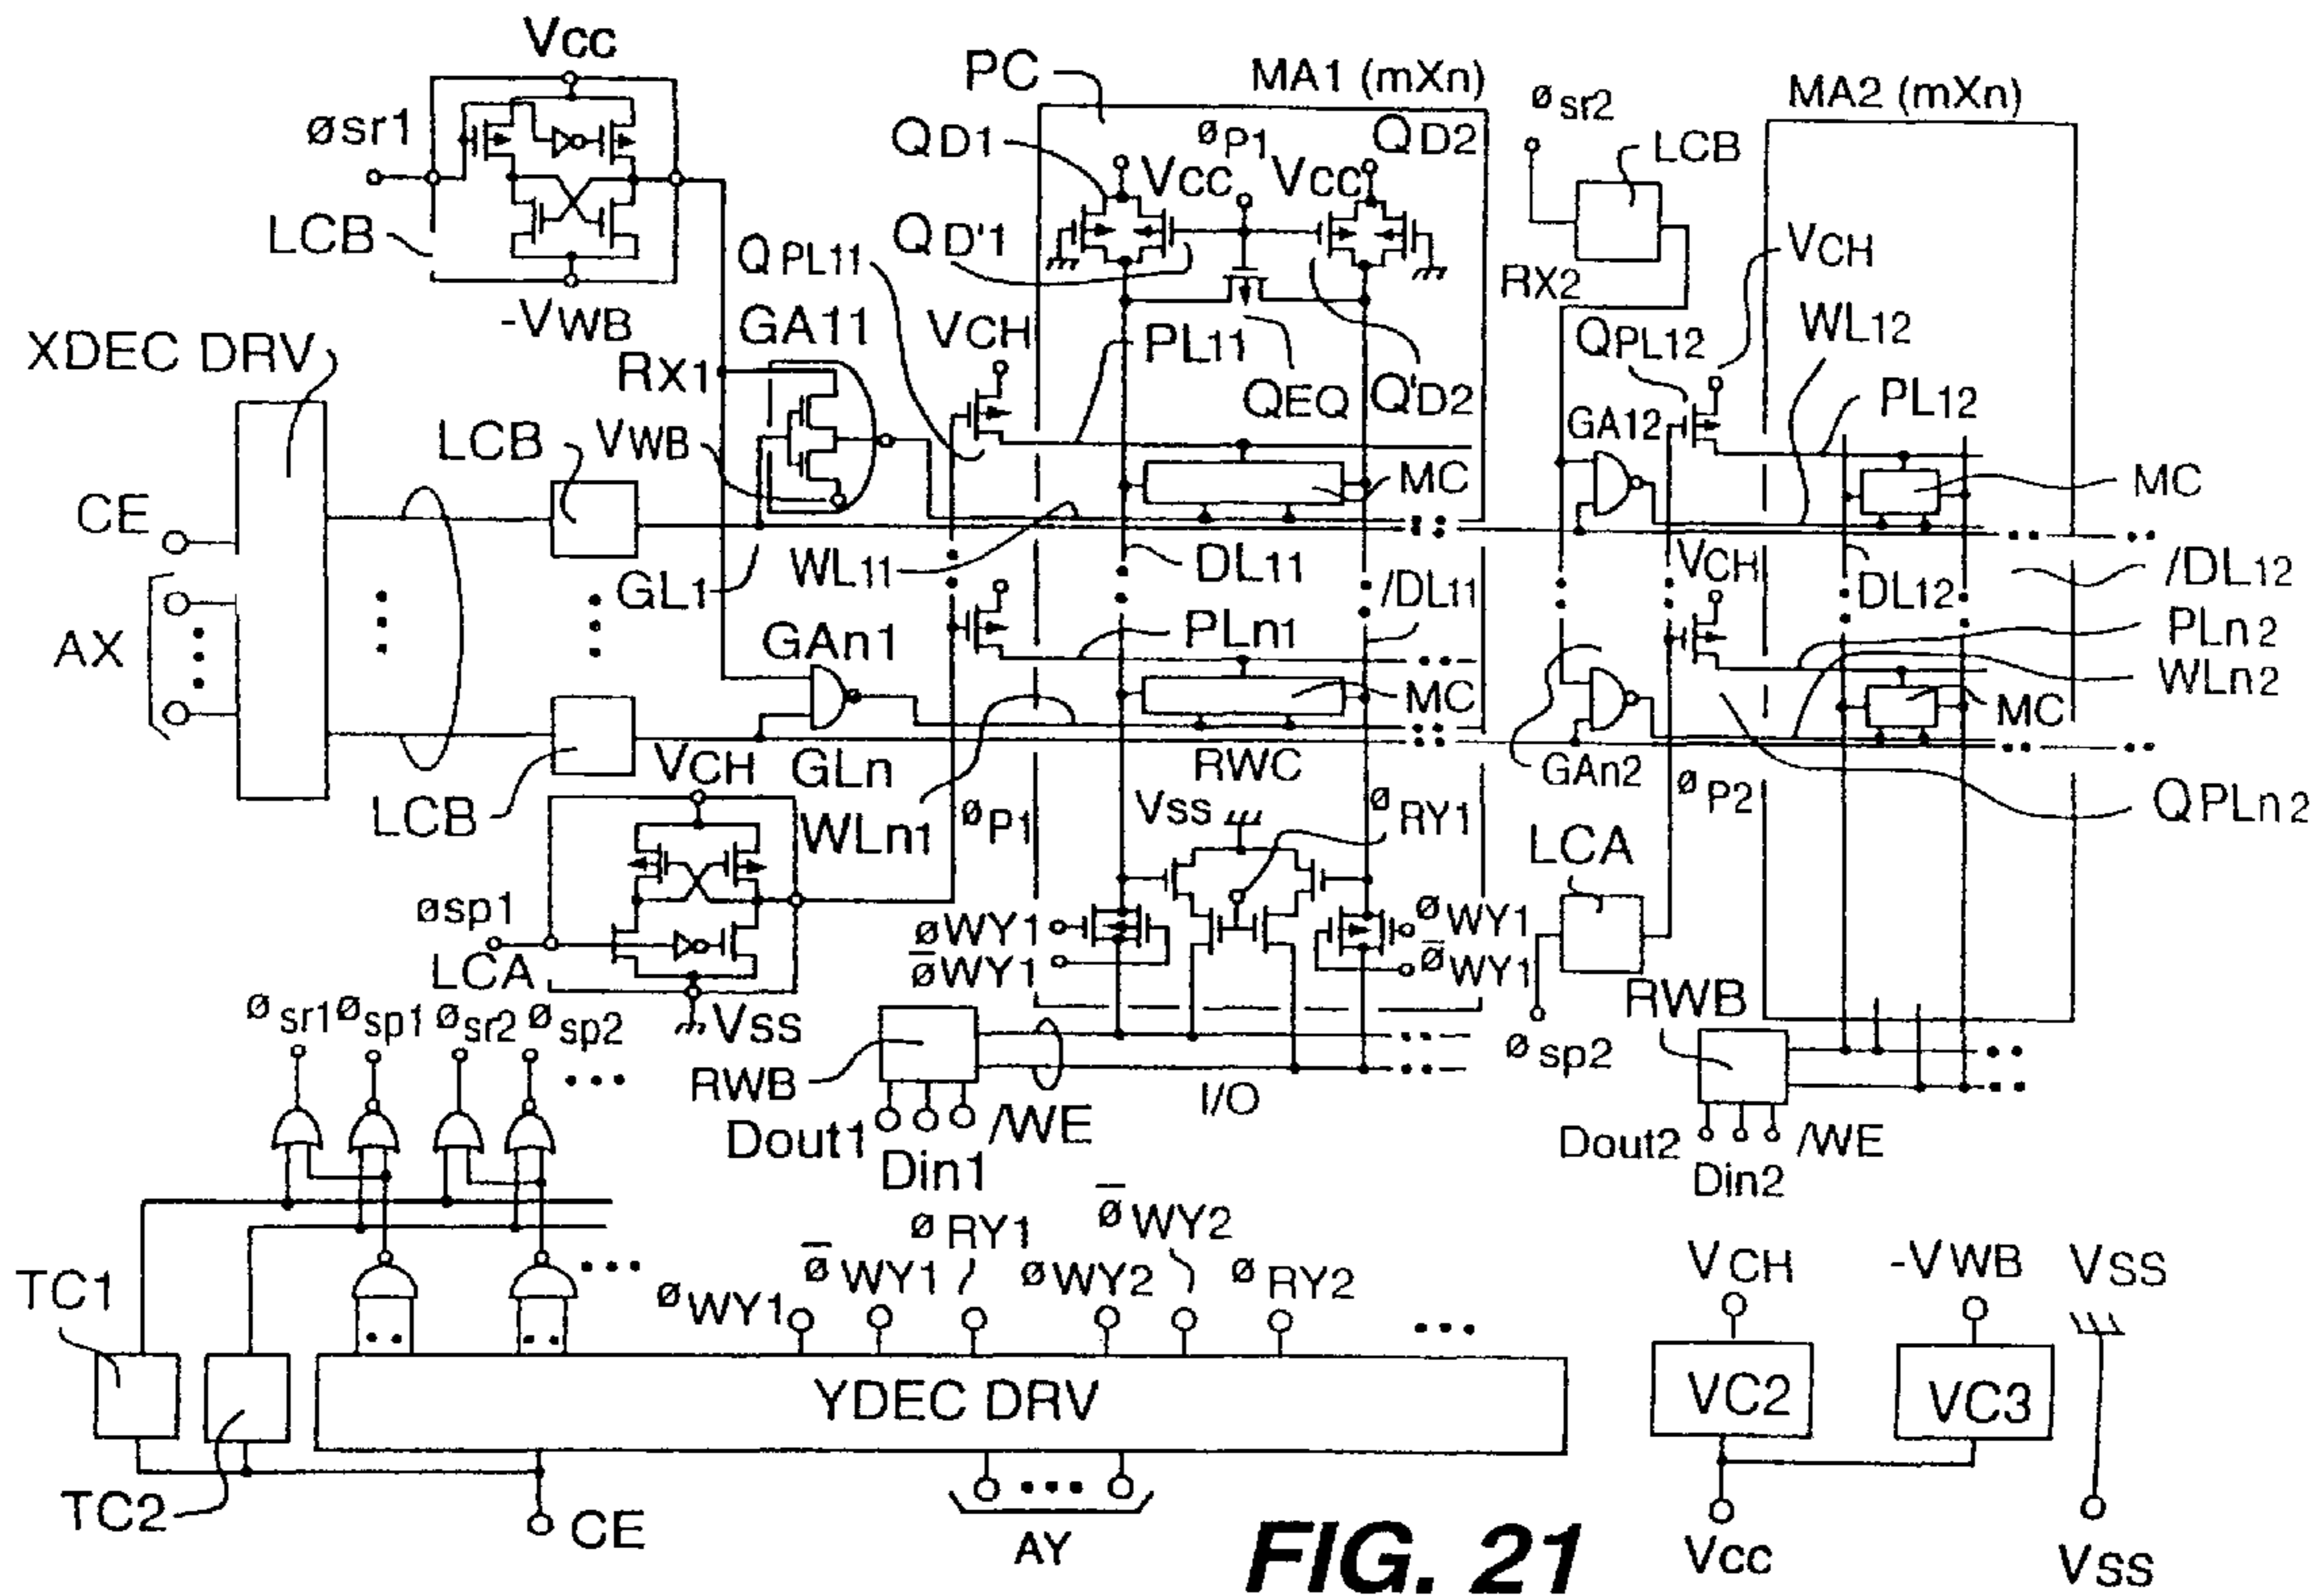 Vcc
øsr1
LCB
-VWB
PC
MA1 (mXn)
QD1
øP1
QD2
Vcc
Vcc
QD'1
QPL11
GA11
VCH
PL11
QEQ
Q'D2
RX1
VWB
øsr2
LCB
RX2
MA2 (mXn)
VCH
WL12
QPL12
PL12
GA12
MC
XDEC DRV
LCB
CE
AX
MC
WL11
DL11
/DL11
GL1
VCH
DL12
/DL12
GAn1
PLn1
MC
PLn2
WLn2
MC
LCB
VCH
GLn
WLn1
RWC
GAn2
øP2
QPLn2
øP1
Vss
øRY1
LCA
øsp1
LCA
øWY1
øWY1
øWY1
øWY1
Vss
øsp2
RWB
øsr1 øsp1 øsr2 øsp2
RWB
I/O
Dout1
Din1
/WE
Dout2
Din2
/WE
TC1
TC2
øWY1
øWY1
øRY1
øWY2
øWY2
øRY2
YDEC DRV
CE
AY
VCH
-VWB
VSS
VC2
VC3
Vcc
VSS
FIG. 21